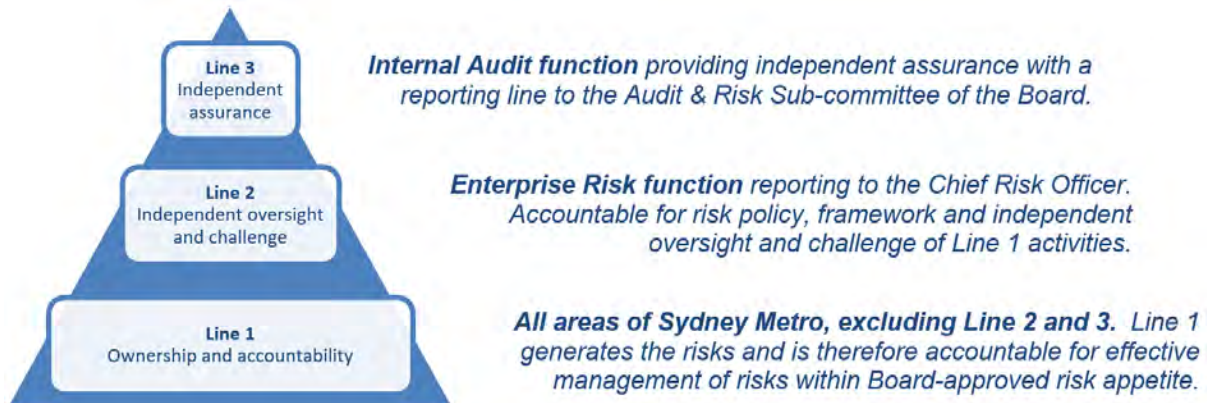 Line 3
Independent
assurance
Internal Audit function providing independent assurance with a
reporting line to the Audit & Risk Sub-committee of the Board.
Line 2
Independent oversight
and challenge
Enterprise Risk function reporting to the Chief Risk Officer.
Accountable for risk policy, framework and independent
oversight and challenge of Line 1 activities.
Line 1
Ownership and accountability
All areas of Sydney Metro, excluding Line 2 and 3. Line 1
generates the risks and is therefore accountable for effective
management of risks within Board-approved risk appetite.